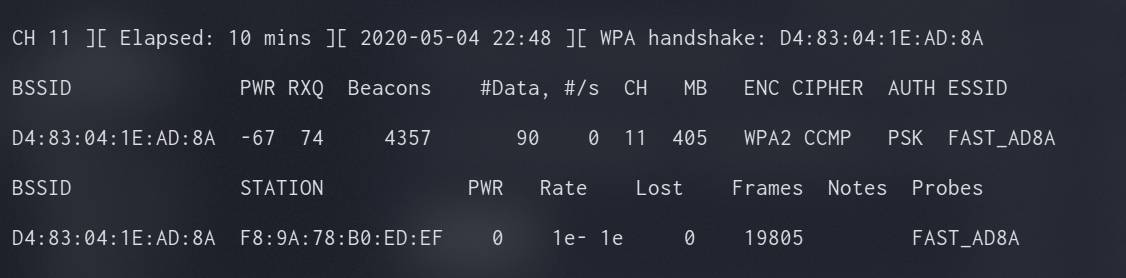 CH 11 ][ Elapsed: 10 mins ][ 2020-05-04 22:48 ][ WPA handshake: D4:83:04:1E:AD:8A
BSSID PWR RXQ Beacons #Data, #/s CH MB ENC CIPHER AUTH ESSID
D4:83:04:1E:AD:8A -67 74 4357 90 0 11 405 WPA2 CCMP PSK FAST_AD8A
BSSID STATION PWR Rate Lost Frames Notes Probes
D4:83:04:1E:AD:8A F8:9A:78:B0:ED:EF 0 1e- 1e 0 19805 FAST_AD8A